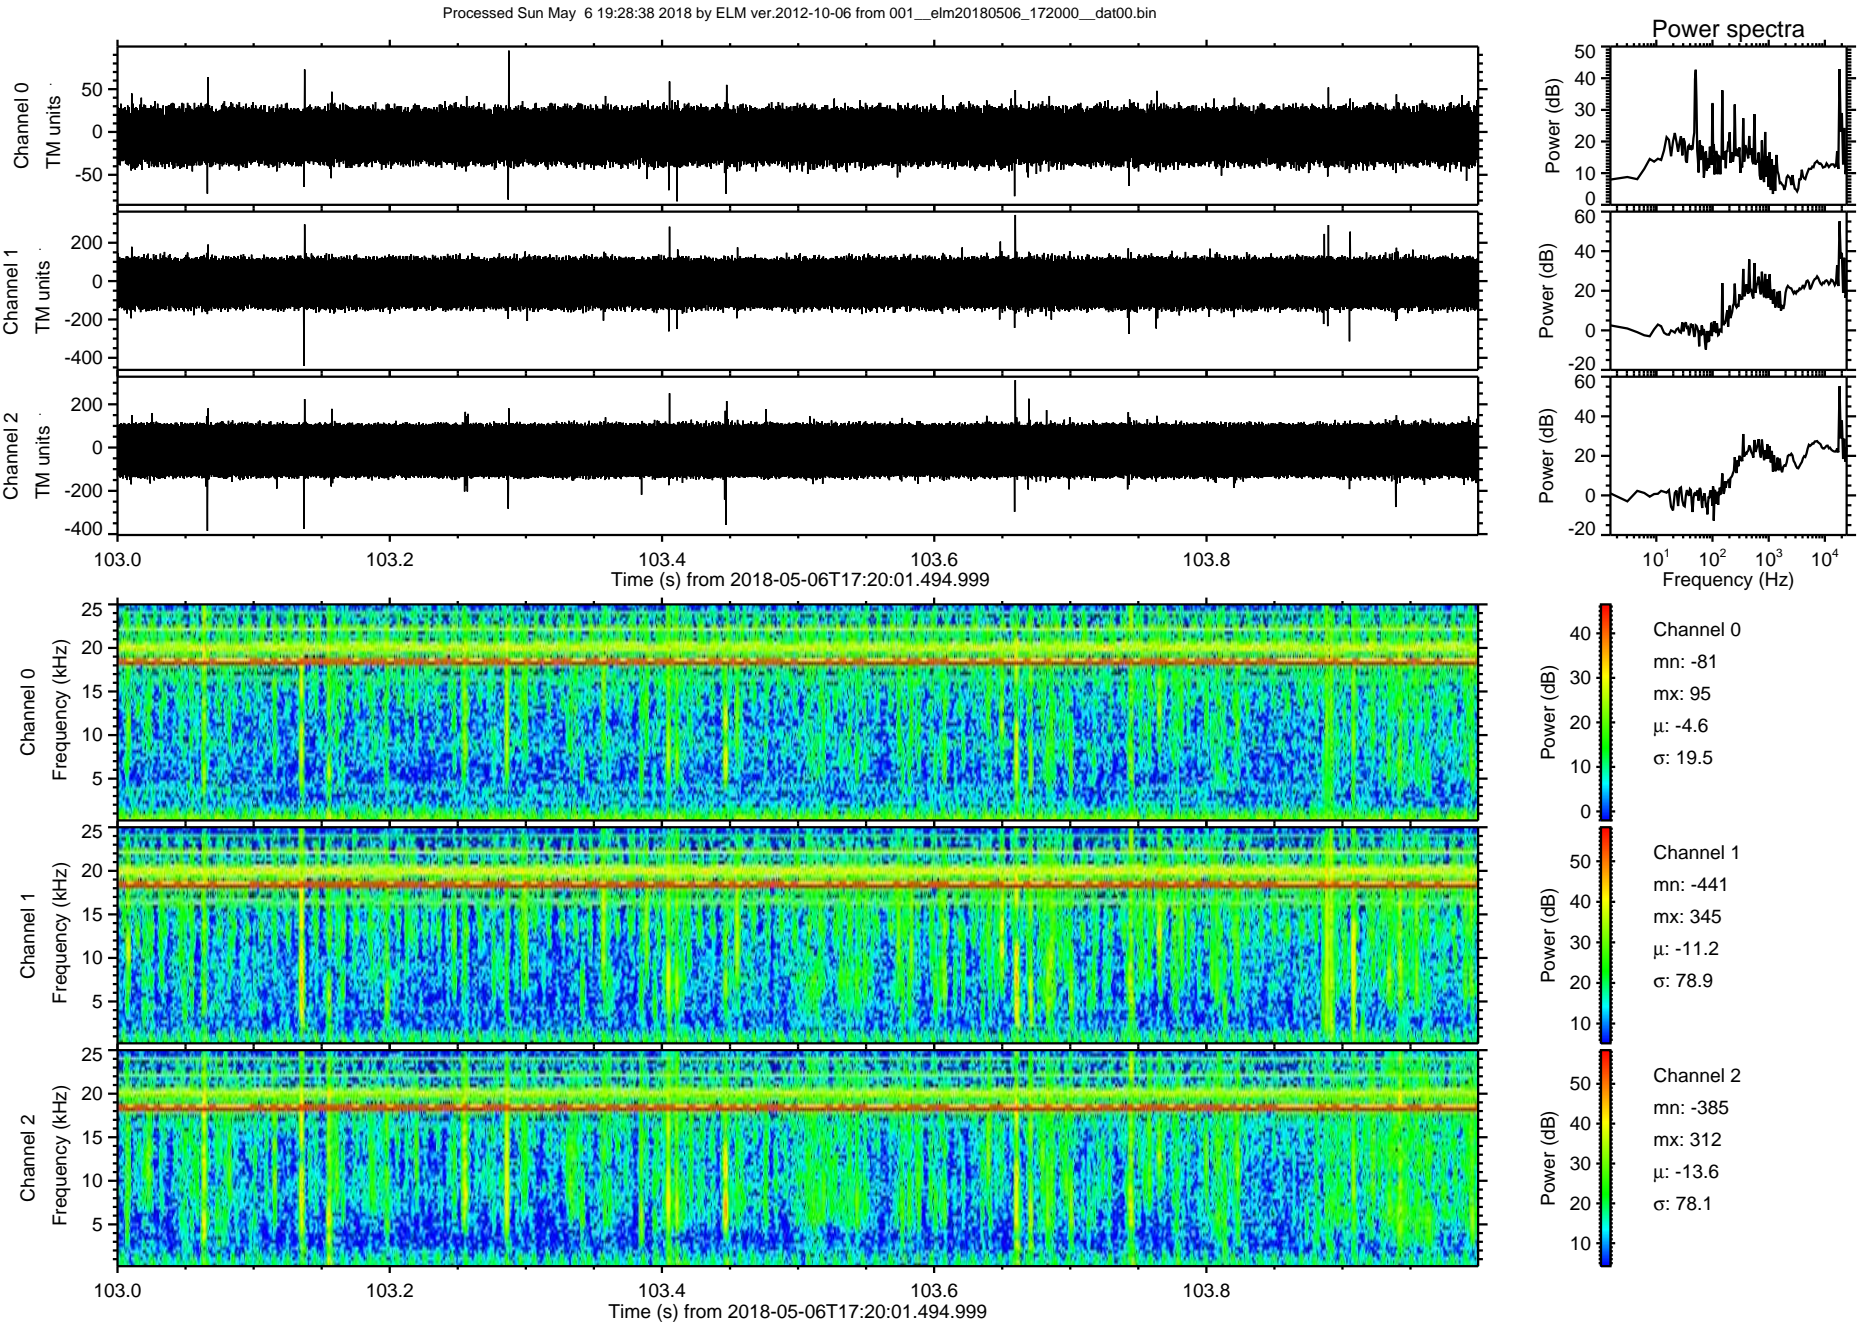 Processed Sun May  6 19:28:38 2018 by ELM ver.2012-10-06 from 001__elm20180506_172000__dat00.bin
Power spectra
Channel 0
TM units
50
0
-50
Power (dB)
50
40
30
20
10
0
Channel 1
TM units
200
0
-200
-400
Power (dB)
60
40
20
0
-20
Channel 2
TM units
200
0
-200
-400
Power (dB)
60
40
20
0
-20
103.0 103.2 103.4 103.6 103.8
Time (s) from 2018-05-06T17:20:01.494.999
10¹ 10² 10³ 10⁴
Frequency (Hz)
Channel 0
Frequency (kHz)
25
20
15
10
5
Power (dB)
40
30
20
10
0
Channel 0
mn: -81
mx: 95
μ: -4.6
σ: 19.5
Channel 1
Frequency (kHz)
25
20
15
10
5
Power (dB)
50
40
30
20
10
Channel 1
mn: -441
mx: 345
μ: -11.2
σ: 78.9
Channel 2
Frequency (kHz)
25
20
15
10
5
Power (dB)
50
40
30
20
10
Channel 2
mn: -385
mx: 312
μ: -13.6
σ: 78.1
103.0 103.2 103.4 103.6 103.8
Time (s) from 2018-05-06T17:20:01.494.999